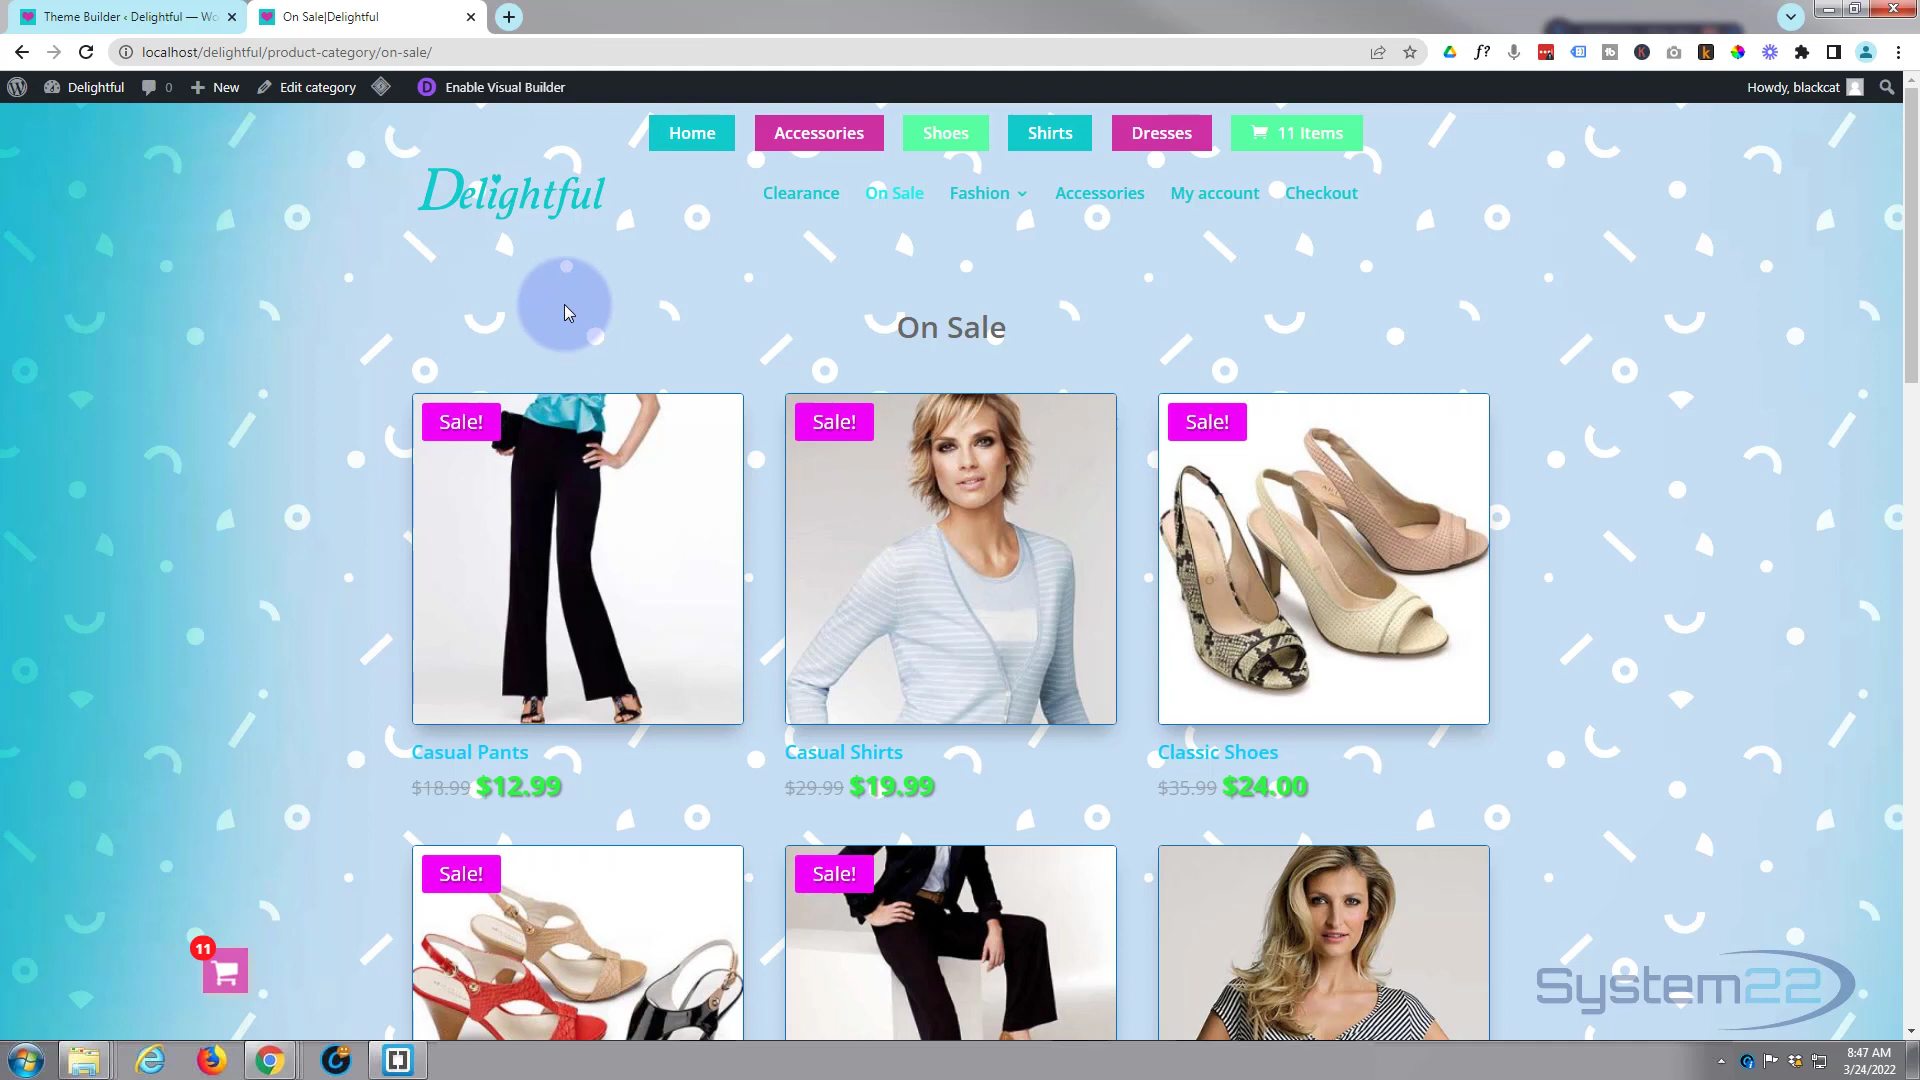 Theme Builder ‹ Delightful — Wo
On Sale|Delightful
localhost/delightful/product-category/on-sale/
Delightful
0
New
Edit category
Enable Visual Builder
Howdy, blackcat
Home
Accessories
Shoes
Shirts
Dresses
11 Items
Delightful
Clearance
On Sale
Fashion
Accessories
My account
Checkout
On Sale
Sale!
Sale!
Sale!
Casual Pants
$18.99 $12.99
Casual Shirts
$29.99 $19.99
Classic Shoes
$35.99 $24.00
Sale!
Sale!
11
System22
8:47 AM
3/24/2022